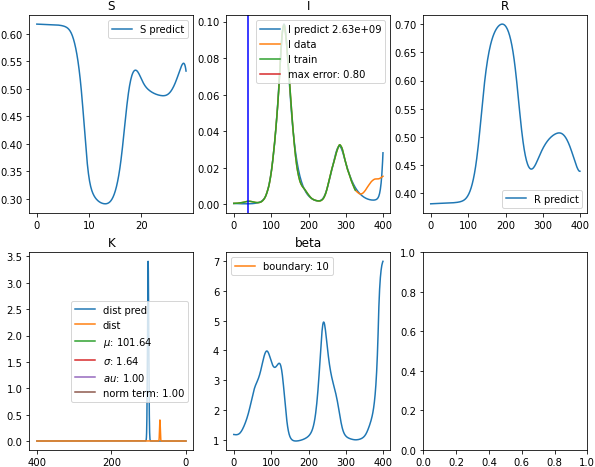 S
I
R
S predict
I predict 2.63e+09
I data
I train
max error: 0.80
R predict
0.60
0.55
0.50
0.45
0.40
0.35
0.30
0 10 20
0.10
0.08
0.06
0.04
0.02
0.00
0 100 200 300 400
0.70
0.65
0.60
0.55
0.50
0.45
0.40
0 100 200 300 400
K
beta
dist pred
dist
μ: 101.64
σ: 1.64
au: 1.00
norm term: 1.00
boundary: 10
3.5
3.0
2.5
2.0
1.5
1.0
0.5
0.0
400 200 0
7
6
5
4
3
2
1
0 100 200 300 400
1.0
0.8
0.6
0.4
0.2
0.0
0.0 0.2 0.4 0.6 0.8 1.0